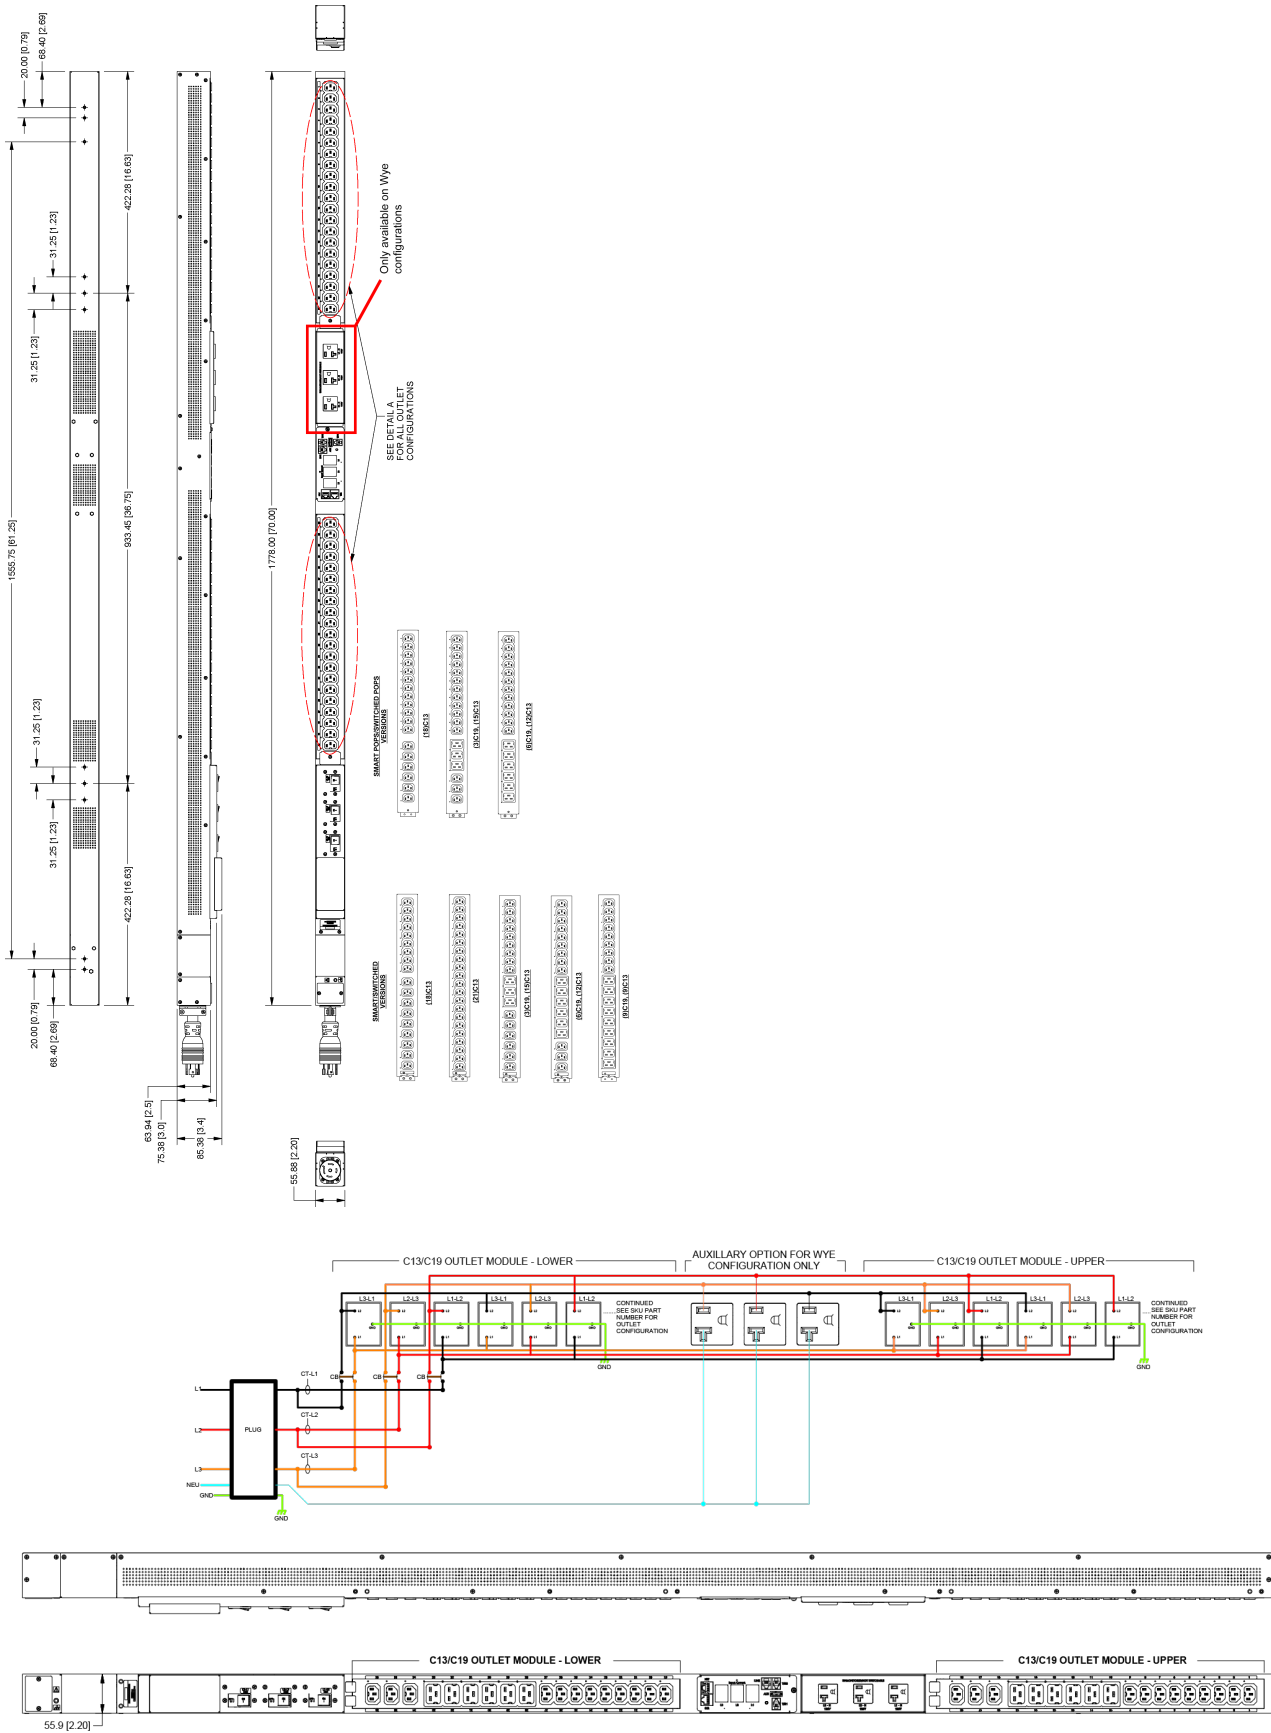 20.00 [0.79]
68.40 [2.69]
422.28 [16.63]
31.25 [1.23]
31.25 [1.23]
1555.75 [61.25]
933.45 [36.75]
31.25 [1.23]
31.25 [1.23]
422.28 [16.63]
20.00 [0.79]
68.40 [2.69]
63.94 [2.5]
75.38 [3.0]
85.38 [3.4]
1778.00 [70.00]
55.88 [2.20]
Only available on Wye
configurations
SEE DETAIL A
FOR ALL OUTLET
CONFIGURATIONS
SMART POPS/SWITCHED POPS
VERSIONS
(18)C13
(3)C19, (15)C13
(6)C19, (12)C13
SMART/SWITCHED
VERSIONS
(18)C13
(21)C13
(3)C19, (15)C13
(6)C19, (12)C13
(9)C19, (9)C13
C13/C19 OUTLET MODULE - LOWER
AUXILLARY OPTION FOR WYE
CONFIGURATION ONLY
C13/C19 OUTLET MODULE - UPPER
L3-L1
L2-L3
L1-L2
L3-L1
L2-L3
L1-L2
CONTINUED
SEE SKU PART
NUMBER FOR
OUTLET
CONFIGURATION
GND
L3-L1
L2-L3
L1-L2
L3-L1
L2-L3
L1-L2
CONTINUED
SEE SKU PART
NUMBER FOR
OUTLET
CONFIGURATION
GND
CB
CB
CB
CT-L1
CT-L2
CT-L3
L1
L2
L3
NEU
GND
PLUG
GND
C13/C19 OUTLET MODULE - LOWER
C13/C19 OUTLET MODULE - UPPER
55.9 [2.20]